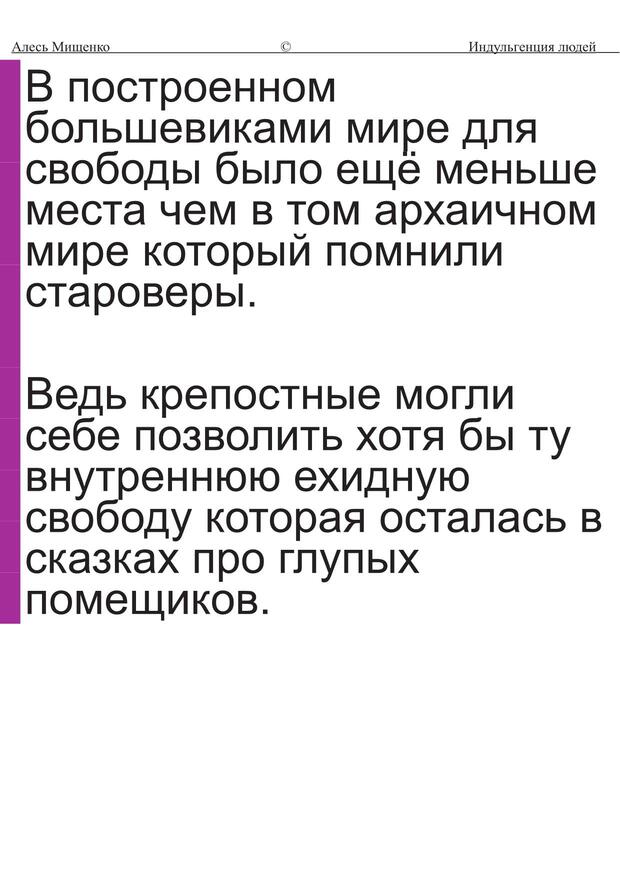 Алесь Мищенко © Индульгенция людей
В построенном
большевиками мире для
свободы было ещё меньше
места чем в том архаичном
мире который помнили
староверы.
Ведь крепостные могли
себе позволить хотя бы ту
внутреннюю ехидную
свободу которая осталась в
сказках про глупых
помещиков.